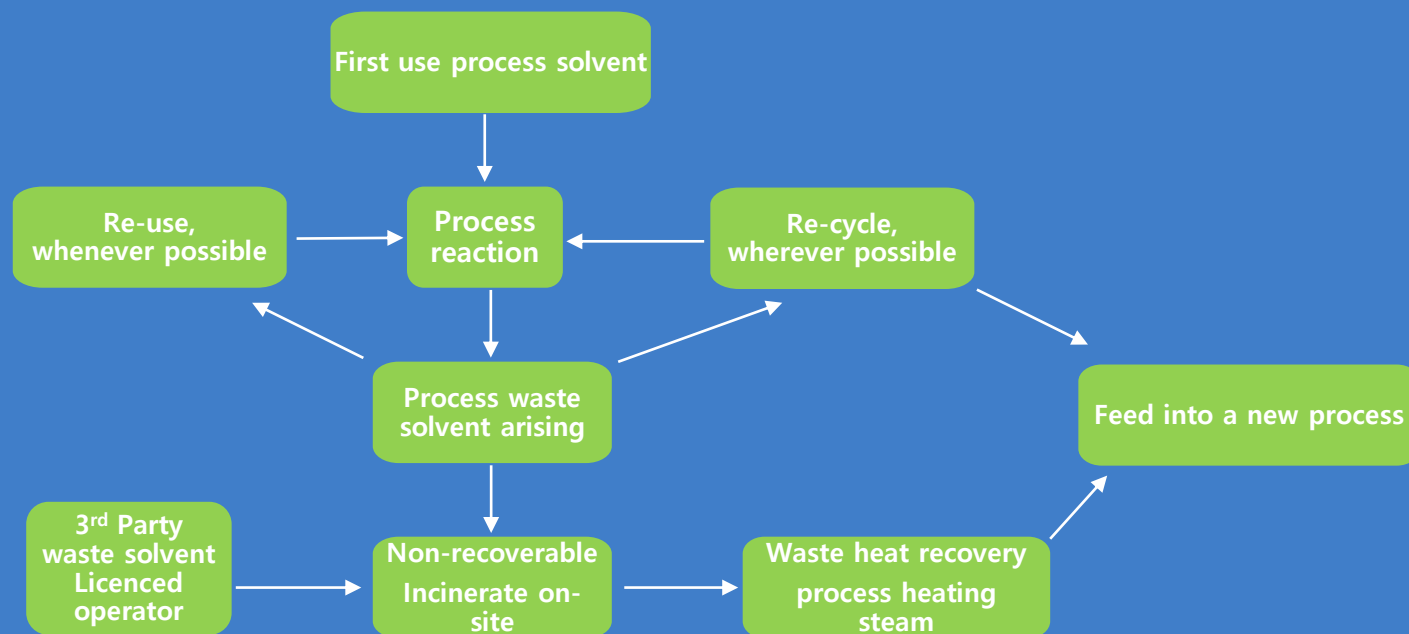 First use process solvent
Re-use,
whenever possible
Process
reaction
Re-cycle,
wherever possible
Process waste
solvent arising
Feed into a new process
3rd Party
waste solvent
Licenced
operator
Non-recoverable
Incinerate on-
site
Waste heat recovery
process heating
steam